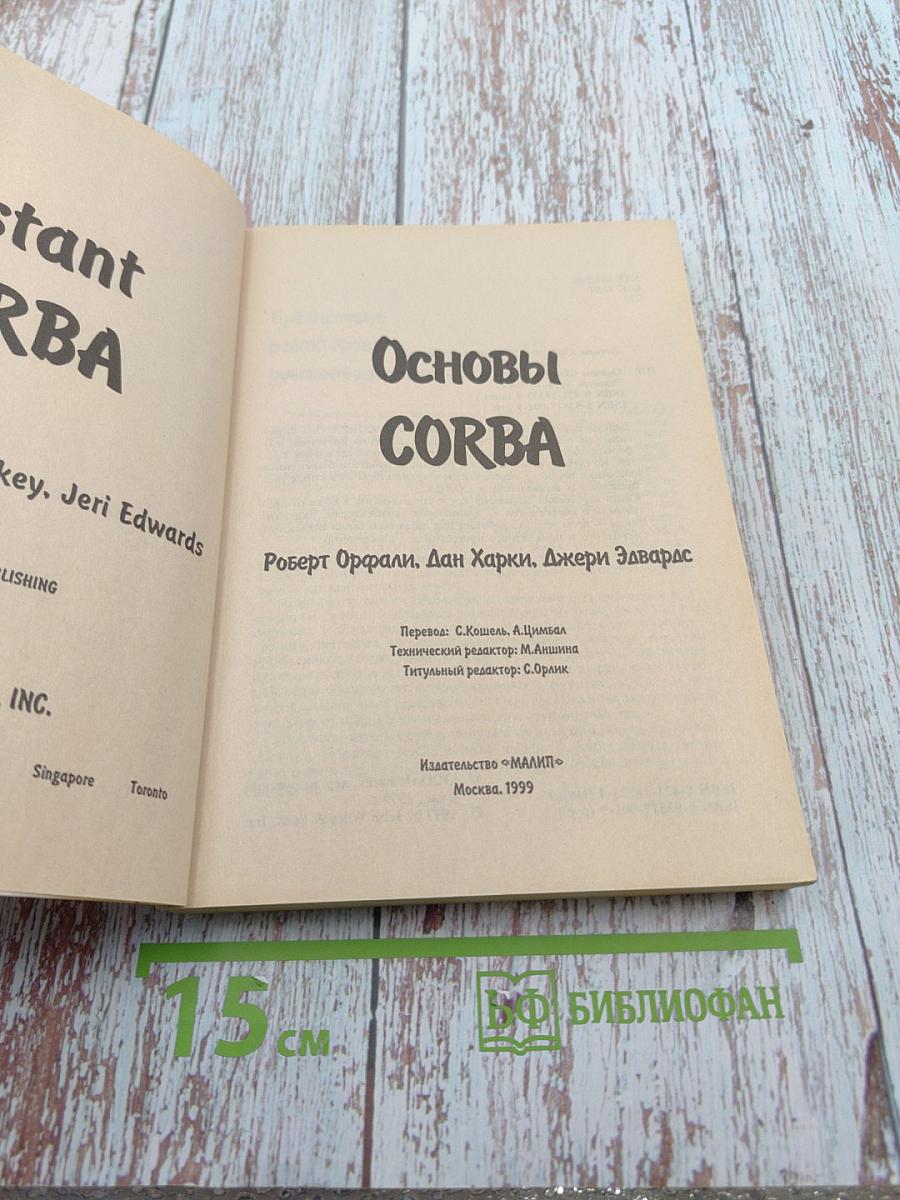 stant
RBA
key, Jeri Edwards
LISHING
, INC.
Singapore Toronto
Основы
CORBA
Роберт Орфали, Дан Харки, Джери Эдвардс
Перевод: С.Кошель, А.Цимбал
Технический редактор: М.Аншина
Титульный редактор: С.Орлик
Издательство «МАЛИП»
Москва, 1999
15 см
БФ БИБЛИОФАН